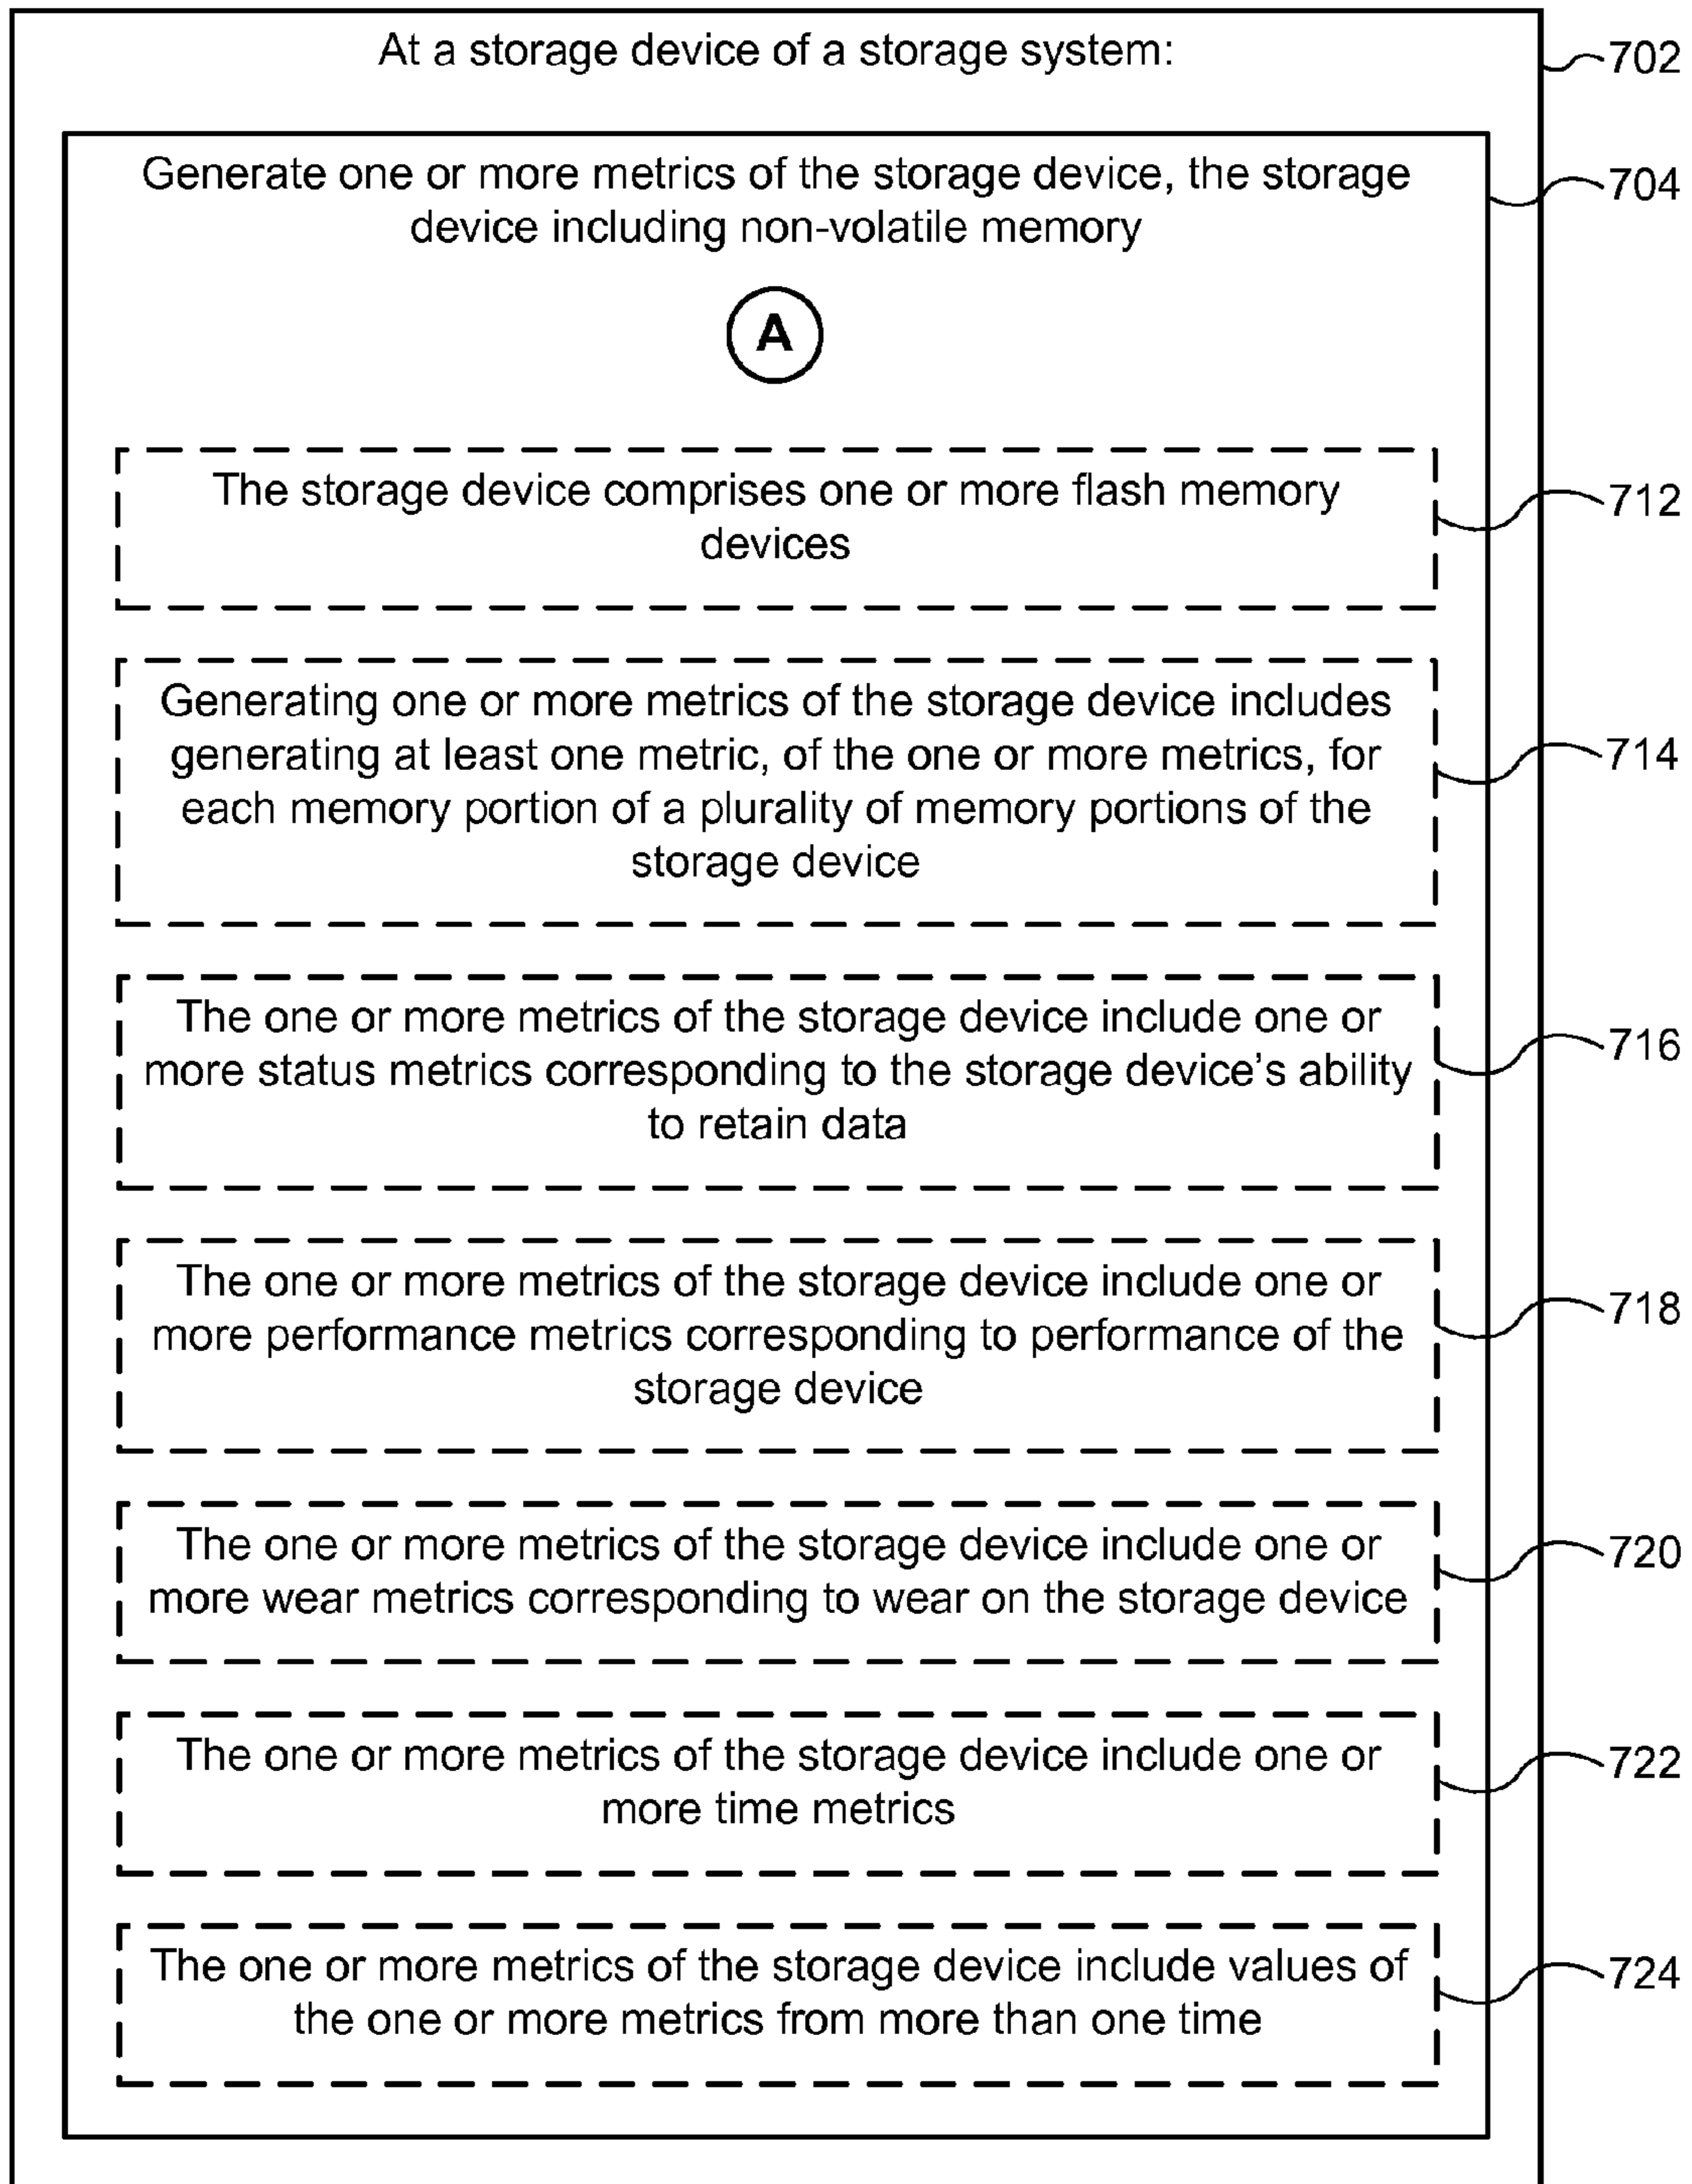 At a storage device of a storage system:
702
Generate one or more metrics of the storage device, the storage
device including non-volatile memory
704
A
The storage device comprises one or more flash memory
devices
712
Generating one or more metrics of the storage device includes
generating at least one metric, of the one or more metrics, for
each memory portion of a plurality of memory portions of the
storage device
714
The one or more metrics of the storage device include one or
more status metrics corresponding to the storage device's ability
to retain data
716
The one or more metrics of the storage device include one or
more performance metrics corresponding to performance of the
storage device
718
The one or more metrics of the storage device include one or
more wear metrics corresponding to wear on the storage device
720
The one or more metrics of the storage device include one or
more time metrics
722
The one or more metrics of the storage device include values of
the one or more metrics from more than one time
724